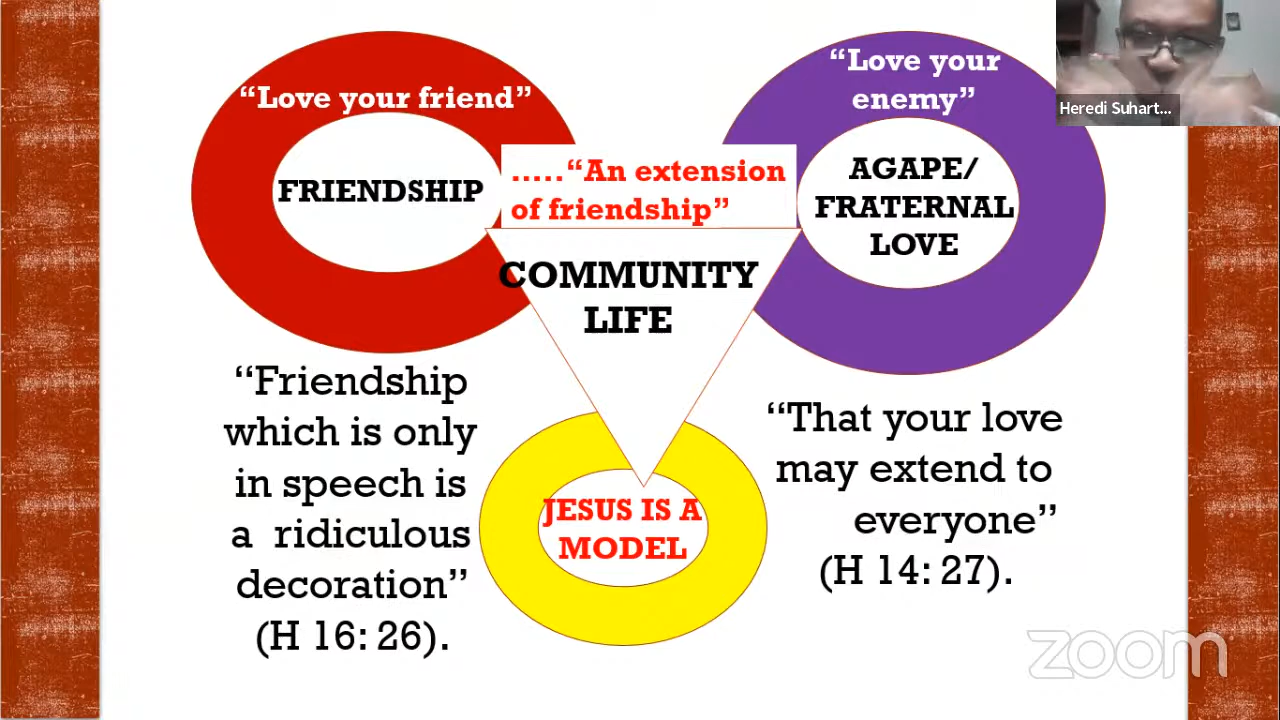 “Love your friend”
FRIENDSHIP
…..“An extension
of friendship”
“Love your
enemy”
AGAPE/
FRATERNAL
LOVE
Heredi Suhart...
COMMUNITY
LIFE
“Friendship
which is only
in speech is
a ridiculous
decoration”
(H 16: 26).
JESUS IS A
MODEL
“That your love
may extend to
everyone”
(H 14: 27).
zoom